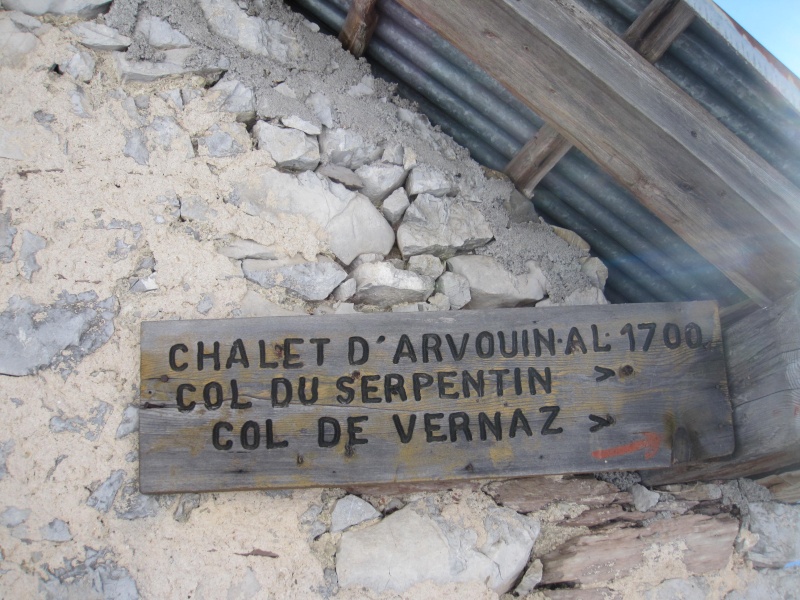 CHALET D'ARVOUIN·AL·1700
COL DU SERPENTIN >
COL DE VERNAZ >